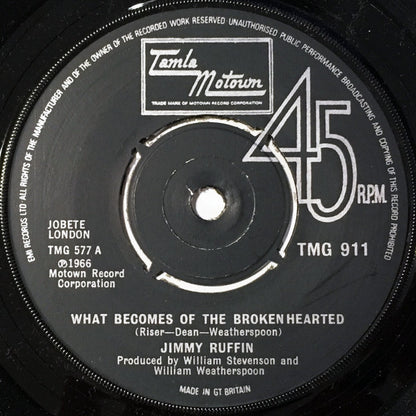 EMI RECORDS LTD ALL RIGHTS OF THE MANUFACTURER AND OF THE OWNER OF THE RECORDED WORK RESERVED UNAUTHORISED PUBLIC PERFORMANCE BROADCASTING AND COPYING OF THIS RECORD PROHIBITED
Tamla
Motown
TRADE MARK OF MOTOWN RECORD CORPORATION
45
R.P.M.
JOBETE
LONDON
TMG 577 A
℗1966
Motown Record
Corporation
TMG 911
WHAT BECOMES OF THE BROKENHEARTED
(Riser—Dean—Weatherspoon)
JIMMY RUFFIN
Produced by William Stevenson and
William Weatherspoon
MADE IN GT BRITAIN